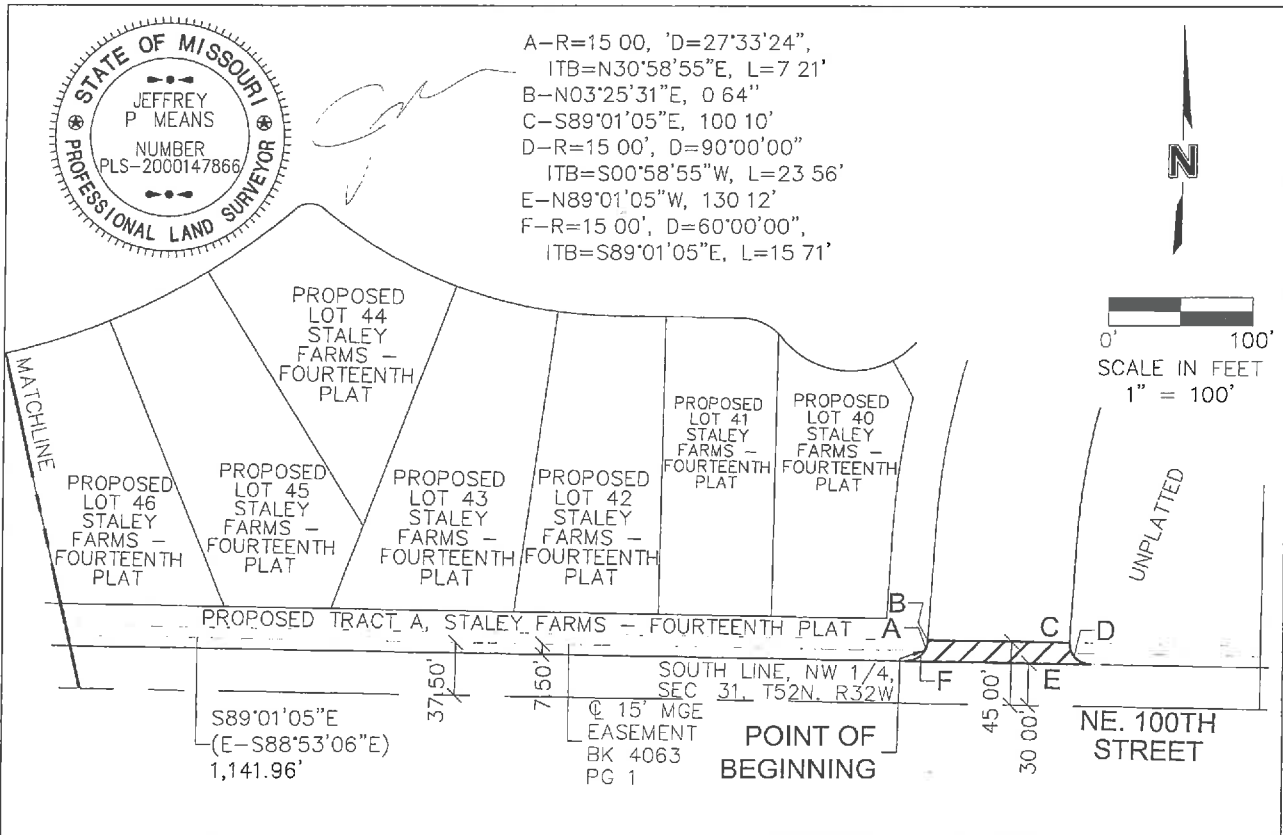 STATE OF MISSOURI
JEFFREY
P MEANS
NUMBER
PLS-2000147866
PROFESSIONAL LAND SURVEYOR
A-R=15 00, 'D=27°33'24",
ITB=N30°58'55"E, L=7 21'
B-N03°25'31"E, 0 64"
C-S89°01'05"E, 100 10'
D-R=15 00', D=90°00'00"
ITB=S00°58'55"W, L=23 56'
E-N89°01'05"W, 130 12'
F-R=15 00', D=60°00'00",
ITB=S89°01'05"E, L=15 71'
N
0' 100'
SCALE IN FEET
1" = 100'
MATCHLINE
PROPOSED
LOT 46
STALEY
FARMS -
FOURTEENTH
PLAT
PROPOSED
LOT 45
STALEY
FARMS -
FOURTEENTH
PLAT
PROPOSED
LOT 44
STALEY
FARMS -
FOURTEENTH
PLAT
PROPOSED
LOT 43
STALEY
FARMS -
FOURTEENTH
PLAT
PROPOSED
LOT 42
STALEY
FARMS -
FOURTEENTH
PLAT
PROPOSED
LOT 41
STALEY
FARMS -
FOURTEENTH
PLAT
PROPOSED
LOT 40
STALEY
FARMS -
FOURTEENTH
PLAT
UNPLATTED
PROPOSED TRACT A, STALEY FARMS - FOURTEENTH PLAT
B
A
F
C
D
E
SOUTH LINE, NW 1/4,
SEC 31, T52N, R32W
37.50'
7.50'
45 00'
30 00'
S89°01'05"E
(E-S88°53'06"E)
1,141.96'
℄ 15' MGE
EASEMENT
BK 4063
PG 1
POINT OF
BEGINNING
NE. 100TH
STREET